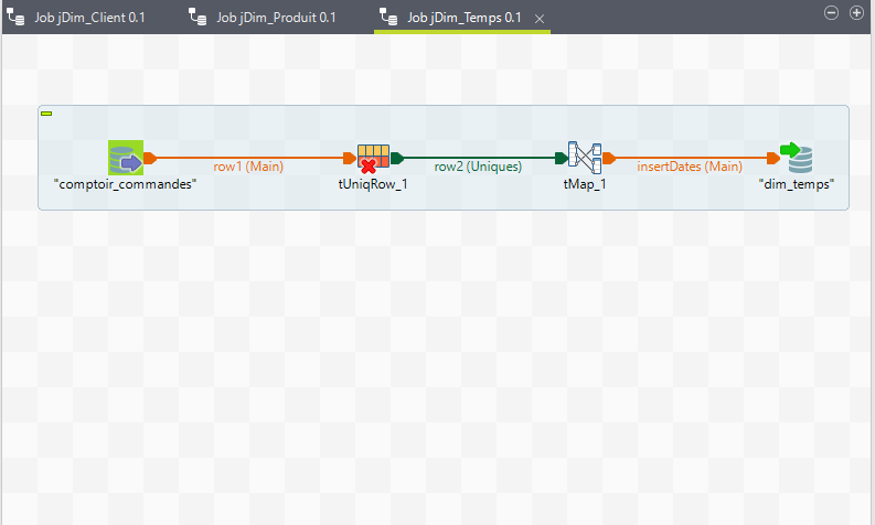 Job jDim_Client 0.1
Job jDim_Produit 0.1
Job jDim_Temps 0.1
row1 (Main)
row2 (Uniques)
insertDates (Main)
"comptoir_commandes"
tUniqRow_1
tMap_1
"dim_temps"